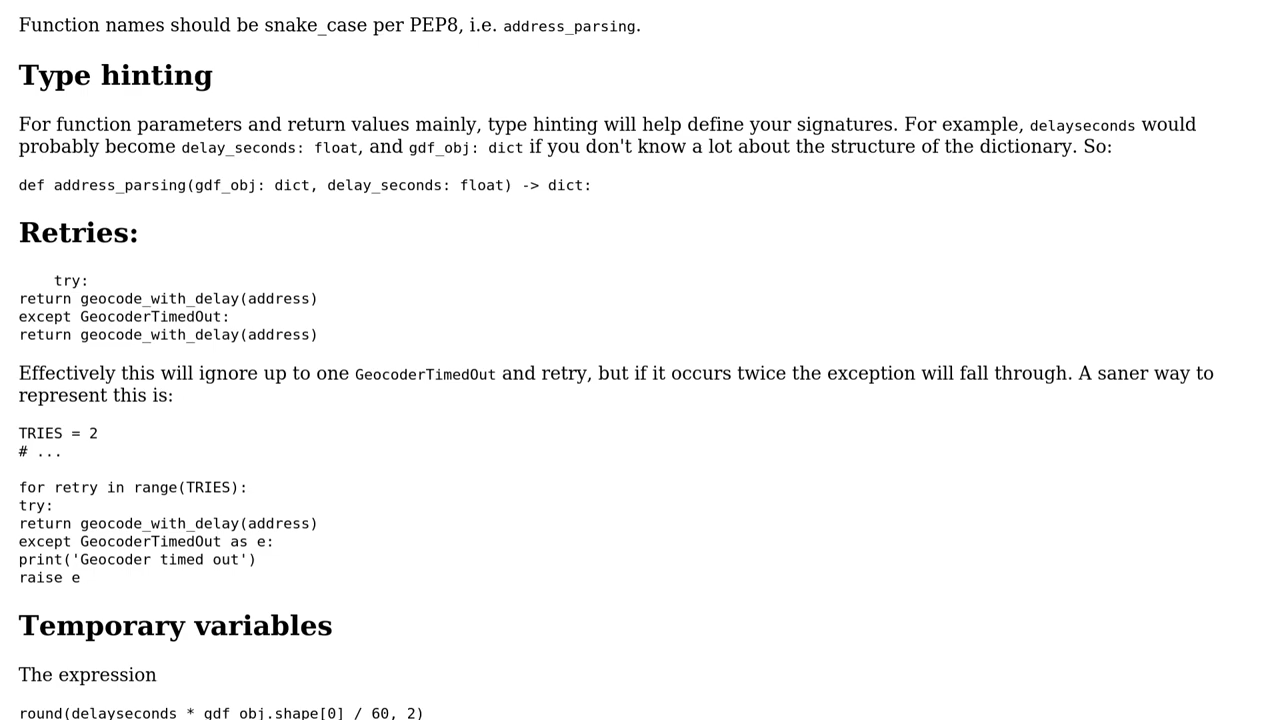 Function names should be snake_case per PEP8, i.e. address_parsing.
Type hinting
For function parameters and return values mainly, type hinting will help define your signatures. For example, delayseconds would
probably become delay_seconds: float, and gdf_obj: dict if you don't know a lot about the structure of the dictionary. So:
def address_parsing(gdf_obj: dict, delay_seconds: float) -> dict:
Retries:
    try:
return geocode_with_delay(address)
except GeocoderTimedOut:
return geocode_with_delay(address)
Effectively this will ignore up to one GeocoderTimedOut and retry, but if it occurs twice the exception will fall through. A saner way to
represent this is:
TRIES = 2
# ...
for retry in range(TRIES):
try:
return geocode_with_delay(address)
except GeocoderTimedOut as e:
print('Geocoder timed out')
raise e
Temporary variables
The expression
round(delayseconds * gdf_obj.shape[0] / 60, 2)